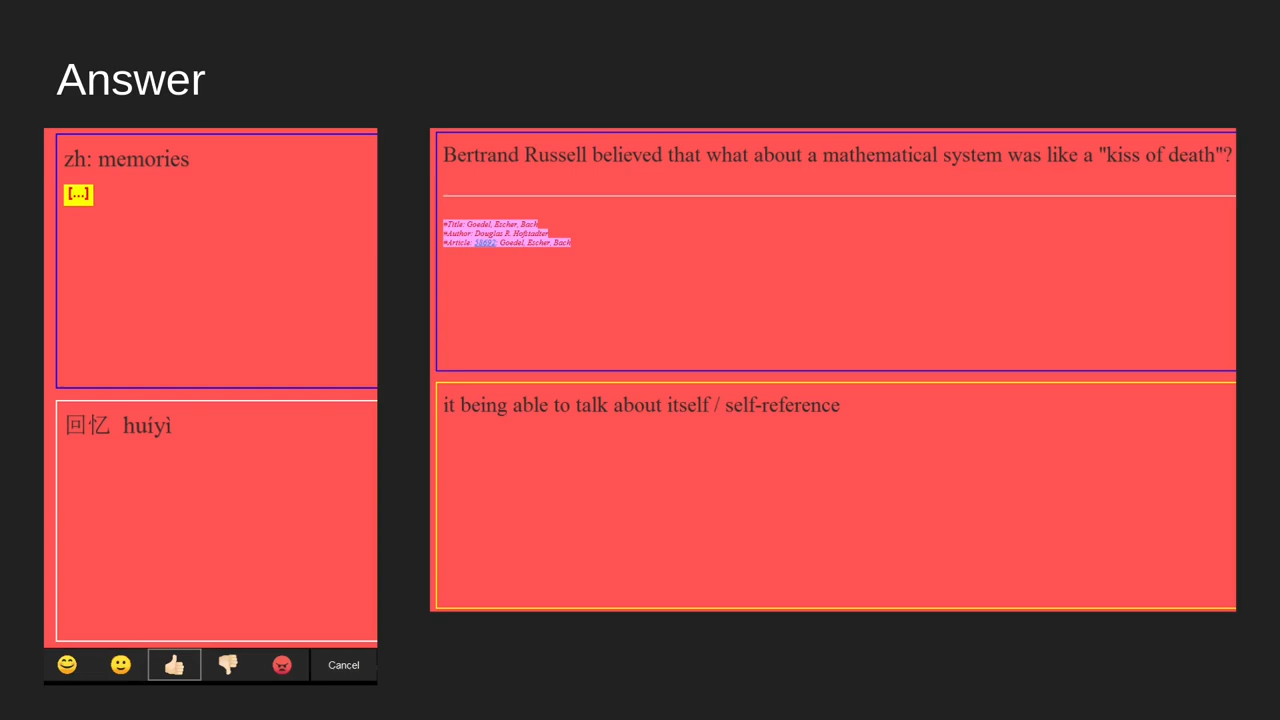 Answer
zh: memories
[...]
回忆 huíyì
Cancel
Bertrand Russell believed that what about a mathematical system was like a "kiss of death"?
#Title: Goedel, Escher, Bach
#Author: Douglas R. Hofstadter
#Article: 58692: Goedel, Escher, Bach
it being able to talk about itself / self-reference